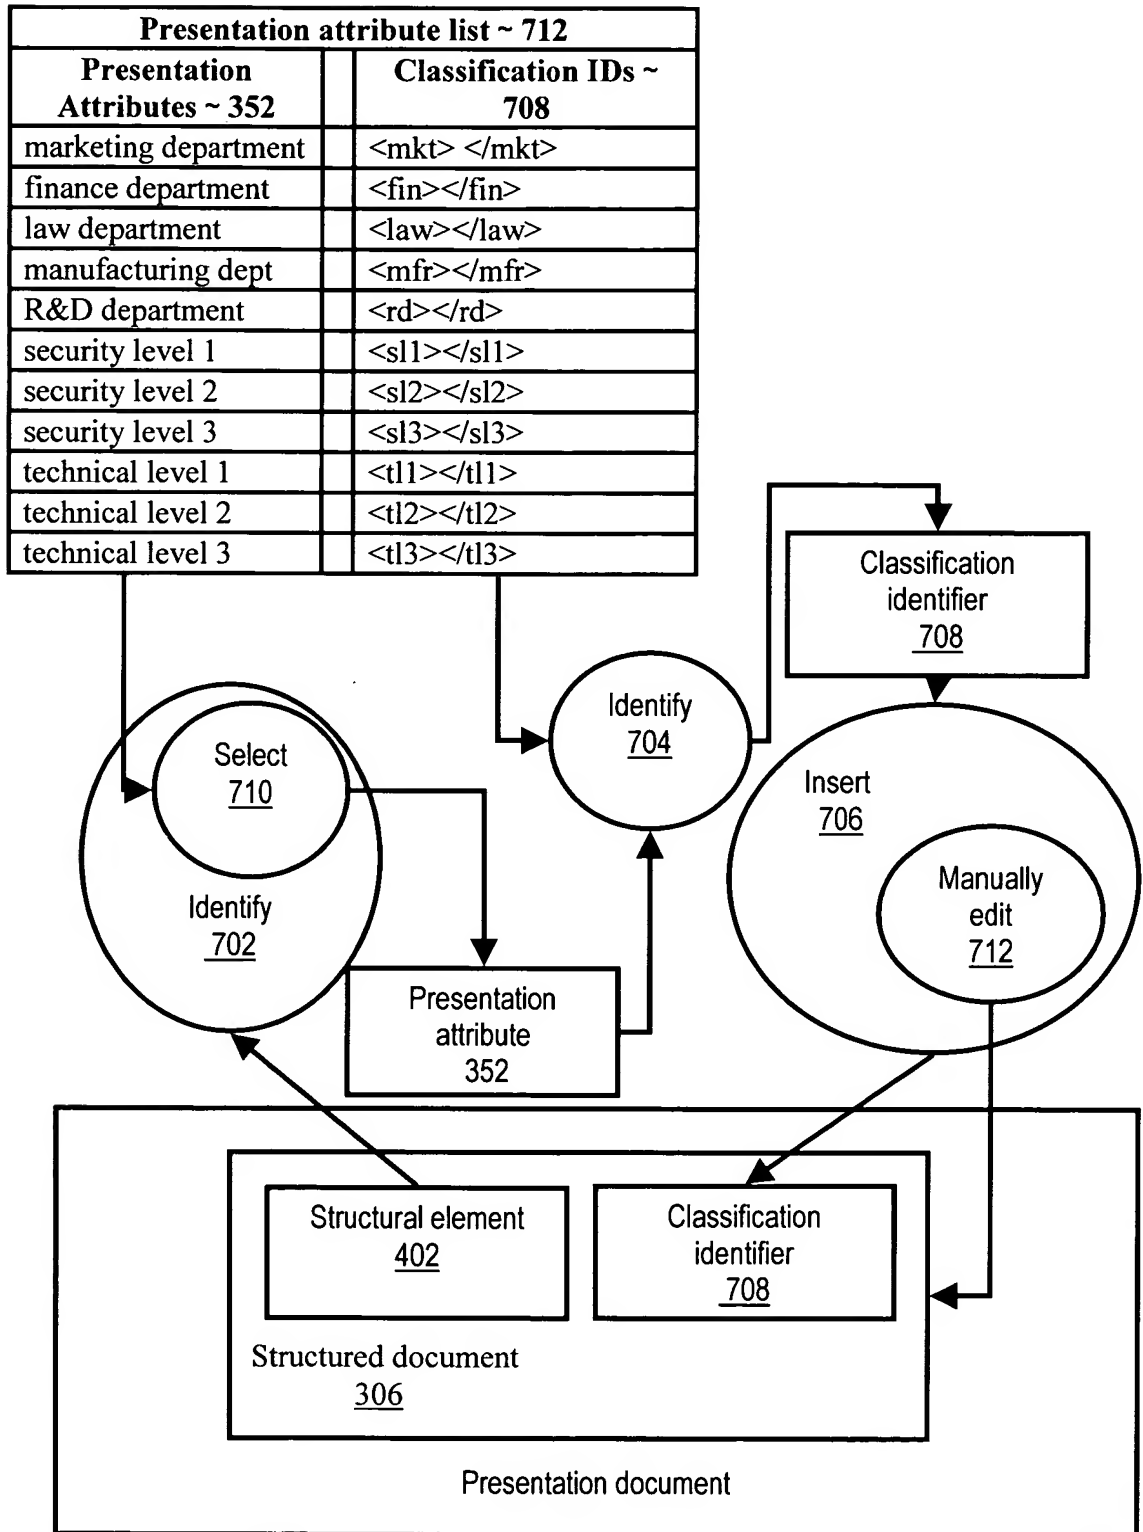 Presentation attribute list ~ 712
Presentation Attributes ~ 352
Classification IDs ~ 708
marketing department <mkt> </mkt>
finance department <fin></fin>
law department <law></law>
manufacturing dept <mfr></mfr>
R&D department <rd></rd>
security level 1 <sl1></sl1>
security level 2 <sl2></sl2>
security level 3 <sl3></sl3>
technical level 1 <tl1></tl1>
technical level 2 <tl2></tl2>
technical level 3 <tl3></tl3>
Classification
identifier
708
Identify
704
Select
710
Identify
702
Insert
706
Manually
edit
712
Presentation
attribute
352
Structural element
402
Classification
identifier
708
Structured document
306
Presentation document